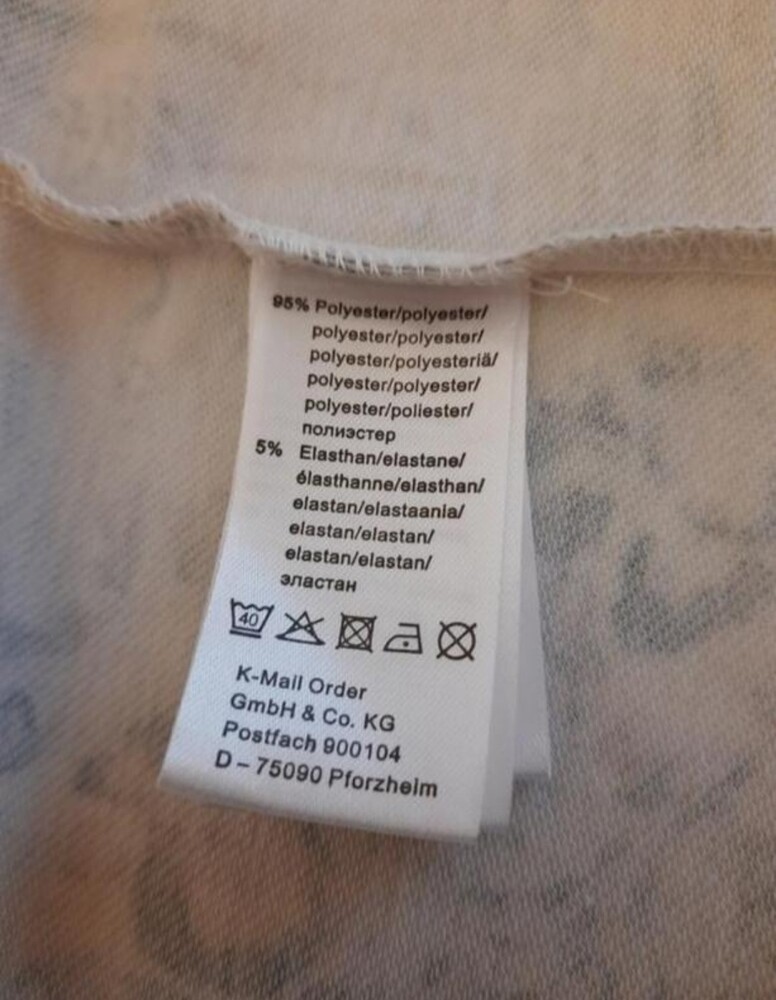 95% Polyester/polyester/
polyester/polyester/
polyester/polyesteriä/
polyester/polyester/
polyester/poliester/
полиэстер
5% Elasthan/elastane/
élasthanne/elasthan/
elastan/elastaania/
elastan/elastan/
elastan/elastan/
эластан
40
K-Mail Order
GmbH & Co. KG
Postfach 900104
D – 75090 Pforzheim